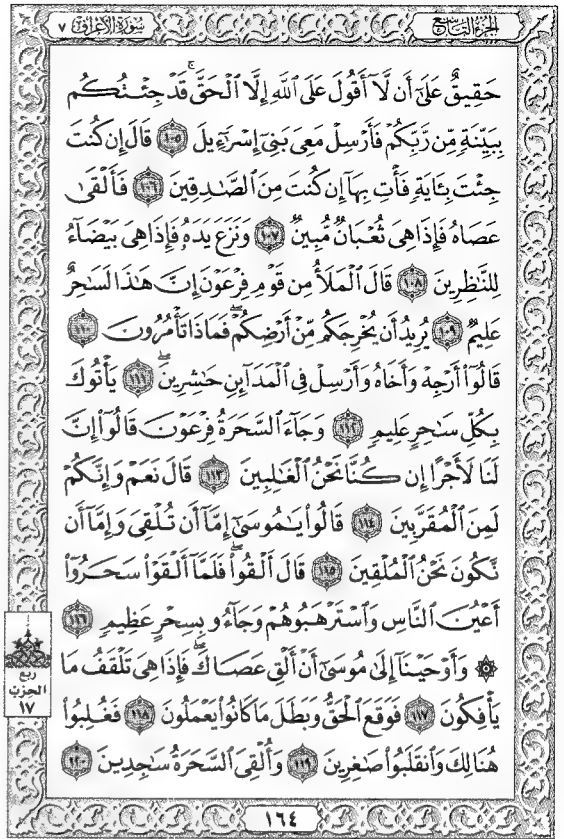 الجزء التاسع
سورة الأعراف ٧
حَقِيقٌ عَلَىٰٓ أَن لَّآ أَقُولَ عَلَى ٱللَّهِ إِلَّا ٱلْحَقَّ ۚ قَدْ جِئْتُكُم
بِبَيِّنَةٍ مِّن رَّبِّكُمْ فَأَرْسِلْ مَعِىَ بَنِىٓ إِسْرَٰٓءِيلَ ١٠٥ قَالَ إِن كُنتَ
جِئْتَ بِـَٔايَةٍ فَأْتِ بِهَآ إِن كُنتَ مِنَ ٱلصَّٰدِقِينَ ١٠٦ فَأَلْقَىٰ
عَصَاهُ فَإِذَا هِىَ ثُعْبَانٌ مُّبِينٌ ١٠٧ وَنَزَعَ يَدَهُۥ فَإِذَا هِىَ بَيْضَآءُ
لِلنَّٰظِرِينَ ١٠٨ قَالَ ٱلْمَلَأُ مِن قَوْمِ فِرْعَوْنَ إِنَّ هَٰذَا لَسَٰحِرٌ
عَلِيمٌ ١٠٩ يُرِيدُ أَن يُخْرِجَكُم مِّنْ أَرْضِكُمْ ۖ فَمَاذَا تَأْمُرُونَ ١١٠
قَالُوٓا۟ أَرْجِهْ وَأَخَاهُ وَأَرْسِلْ فِى ٱلْمَدَآئِنِ حَٰشِرِينَ ۖ ١١١ يَأْتُوكَ
بِكُلِّ سَٰحِرٍ عَلِيمٍ ١١٢ وَجَآءَ ٱلسَّحَرَةُ فِرْعَوْنَ قَالُوٓا۟ إِنَّ
لَنَا لَأَجْرًا إِن كُنَّا نَحْنُ ٱلْغَٰلِبِينَ ١١٣ قَالَ نَعَمْ وَإِنَّكُمْ
لَمِنَ ٱلْمُقَرَّبِينَ ١١٤ قَالُوا۟ يَٰمُوسَىٰٓ إِمَّآ أَن تُلْقِىَ وَإِمَّآ أَن
نَّكُونَ نَحْنُ ٱلْمُلْقِينَ ١١٥ قَالَ أَلْقُوا۟ ۖ فَلَمَّآ أَلْقَوْا۟ سَحَرُوٓا۟
أَعْيُنَ ٱلنَّاسِ وَٱسْتَرْهَبُوهُمْ وَجَآءُو بِسِحْرٍ عَظِيمٍ ١١٦
۞ وَأَوْحَيْنَآ إِلَىٰ مُوسَىٰٓ أَنْ أَلْقِ عَصَاكَ ۖ فَإِذَا هِىَ تَلْقَفُ مَا
يَأْفِكُونَ ١١٧ فَوَقَعَ ٱلْحَقُّ وَبَطَلَ مَا كَانُوا۟ يَعْمَلُونَ ١١٨ فَغُلِبُوا۟
هُنَالِكَ وَٱنقَلَبُوا۟ صَٰغِرِينَ ١١٩ وَأُلْقِىَ ٱلسَّحَرَةُ سَٰجِدِينَ ١٢٠
ربع
الحزب
١٧
١٦٤